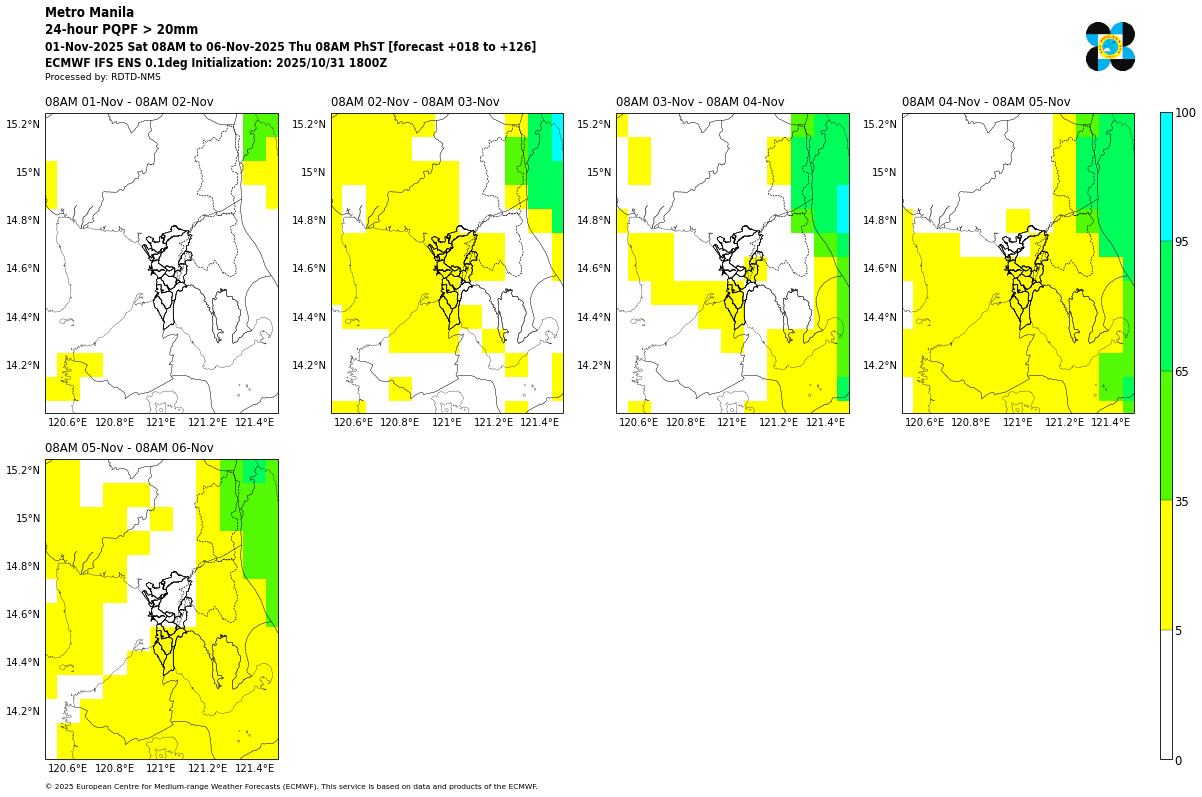 Metro Manila
24-hour PQPF > 20mm
01-Nov-2025 Sat 08AM to 06-Nov-2025 Thu 08AM PhST [forecast +018 to +126]
ECMWF IFS ENS 0.1deg Initialization: 2025/10/31 1800Z
Processed by: RDTD-NMS
08AM 01-Nov - 08AM 02-Nov
08AM 02-Nov - 08AM 03-Nov
08AM 03-Nov - 08AM 04-Nov
08AM 04-Nov - 08AM 05-Nov
15.2°N 15.2°N 15.2°N 15.2°N
15°N 15°N 15°N 15°N
14.8°N 14.8°N 14.8°N 14.8°N
14.6°N 14.6°N 14.6°N 14.6°N
14.4°N 14.4°N 14.4°N 14.4°N
14.2°N 14.2°N 14.2°N 14.2°N
120.6°E 120.8°E 121°E 121.2°E 121.4°E 120.6°E 120.8°E 121°E 121.2°E 121.4°E 120.6°E 120.8°E 121°E 121.2°E 121.4°E 120.6°E 120.8°E 121°E 121.2°E 121.4°E
100
95
65
35
5
0
08AM 05-Nov - 08AM 06-Nov
15.2°N
15°N
14.8°N
14.6°N
14.4°N
14.2°N
120.6°E 120.8°E 121°E 121.2°E 121.4°E
© 2025 European Centre for Medium-range Weather Forecasts (ECMWF). This service is based on data and products of the ECMWF.